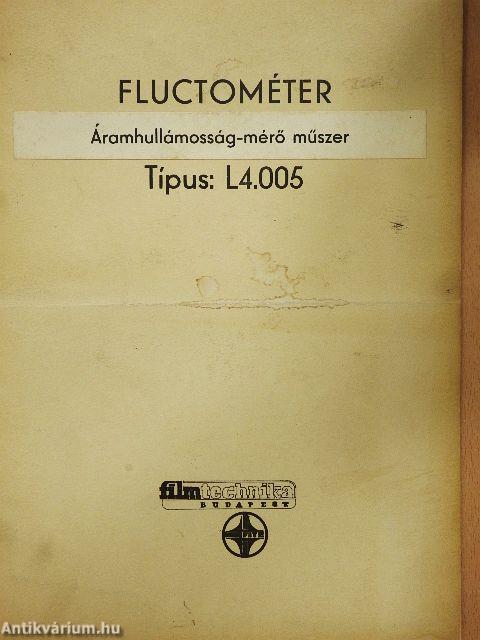 FLUCTOMÉTER
Áramhullámosság-mérő műszer
Típus: L4.005
filmtechnika
BUDAPEST
Antikvárium.hu